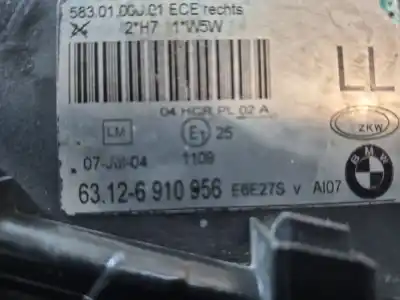 583.01.00J.01 ECE rechts
2*H7 1*W5W
LL
04 HCR PL 02 A
LM E1 25
ZKW
07-04 1109
BMW
63.12-6 910 956 E6E27S v AI07